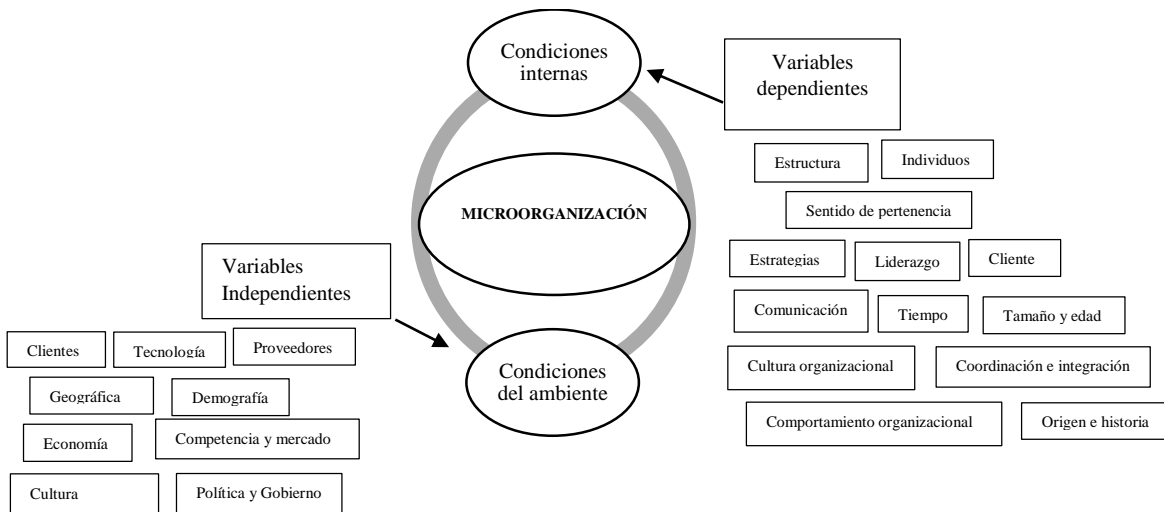 Condiciones
internas
Variables
dependientes
Estructura
Individuos
Sentido de pertenencia
MICROORGANIZACIÓN
Estrategias
Liderazgo
Cliente
Variables
Independientes
Comunicación
Tiempo
Tamaño y edad
Clientes
Tecnología
Proveedores
Condiciones
del ambiente
Cultura organizacional
Coordinación e integración
Geográfica
Demografía
Comportamiento organizacional
Origen e historia
Economía
Competencia y mercado
Cultura
Política y Gobierno